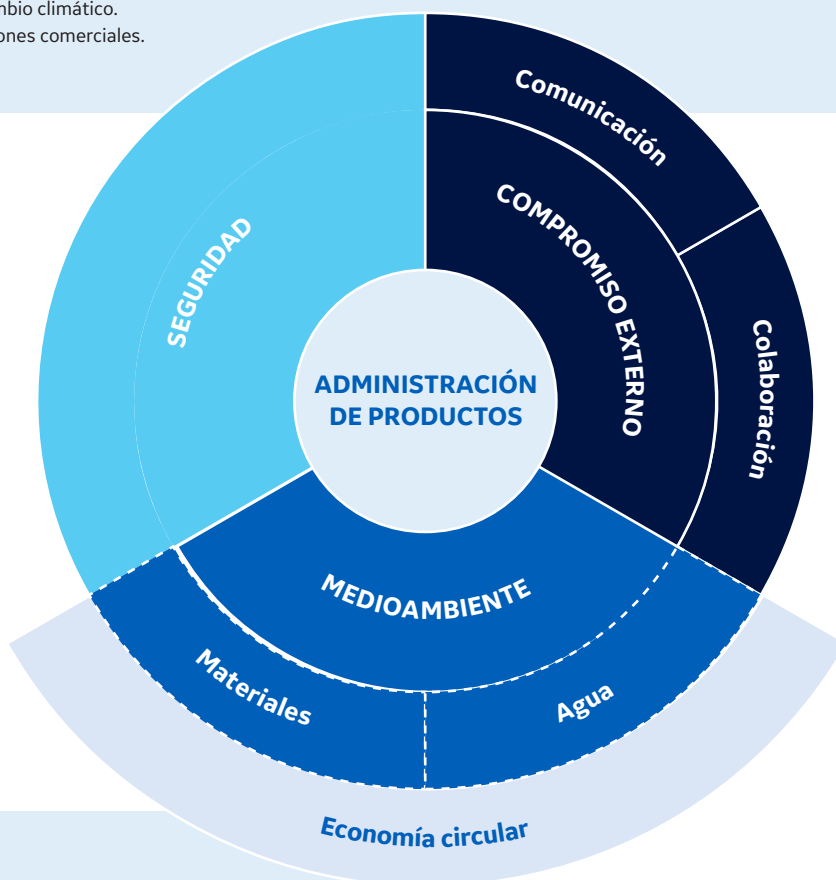 mbio climático.
ones comerciales.
Comunicación
COMPROMISO EXTERNO
Colaboración
SEGURIDAD
ADMINISTRACIÓN
DE PRODUCTOS
MEDIOAMBIENTE
Materiales
Agua
Economía circular